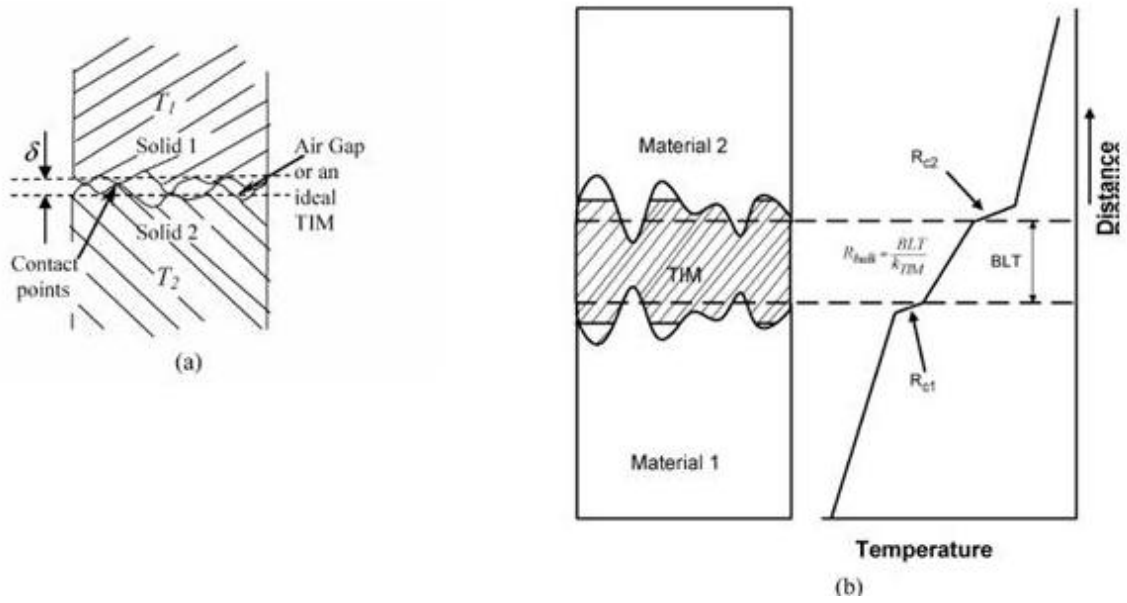 T1
δ
Solid 1
Air Gap
or an
ideal
TIM
Solid 2
Contact
points
T2
(a)
Material 2
Rc2
Distance
Rbulk = BLT
kTIM
TIM
BLT
Rc1
Material 1
Temperature
(b)